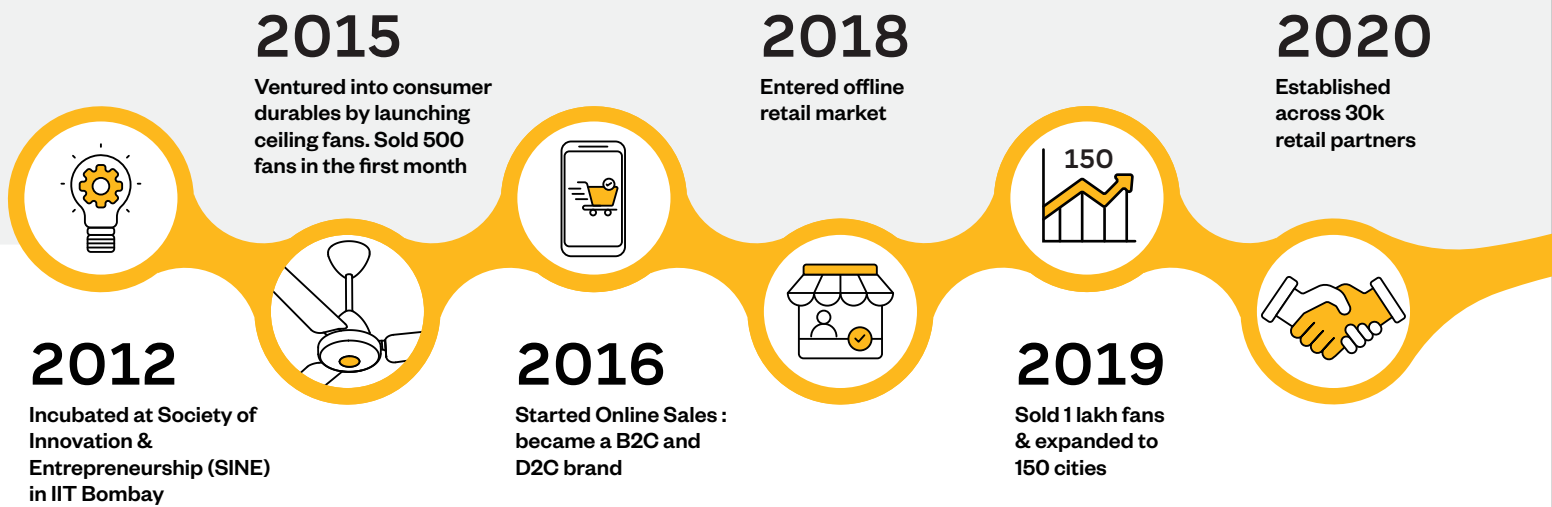 2012
Incubated at Society of
Innovation &
Entrepreneurship (SINE)
in IIT Bombay
2015
Ventured into consumer
durables by launching
ceiling fans. Sold 500
fans in the first month
2016
Started Online Sales :
became a B2C and
D2C brand
2018
Entered offline
retail market
150
2019
Sold 1 lakh fans
& expanded to
150 cities
2020
Established
across 30k
retail partners